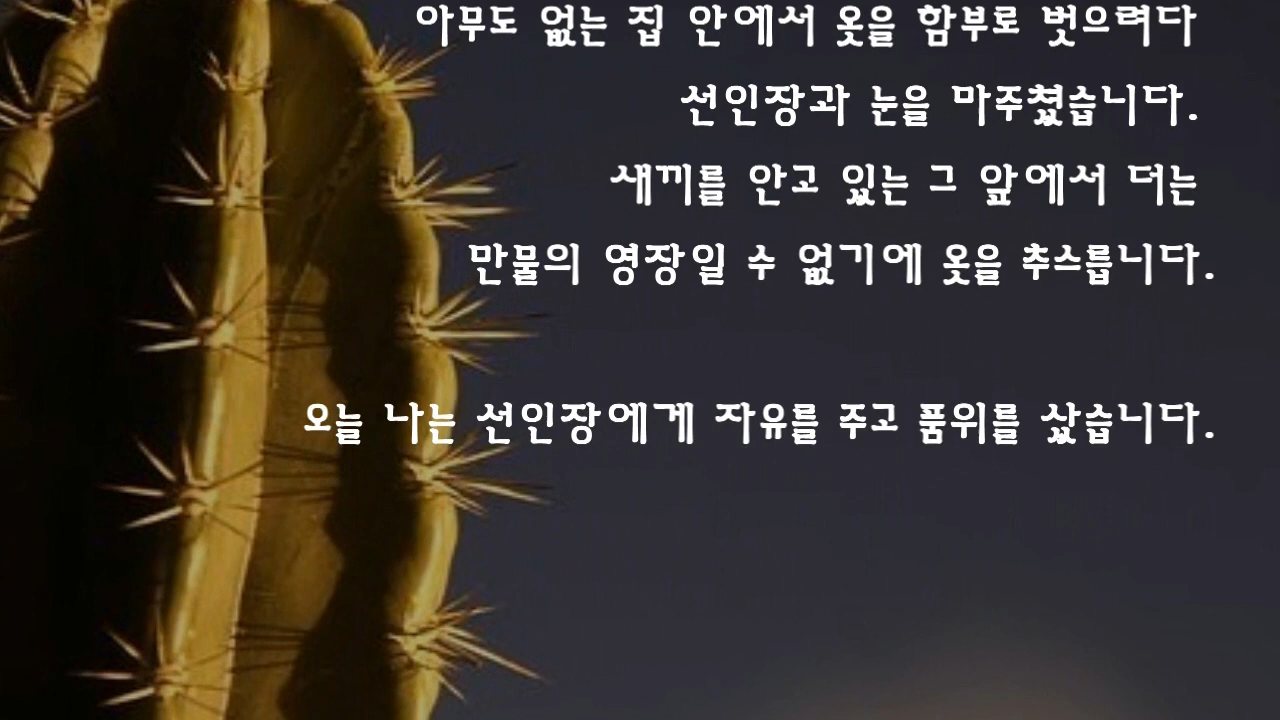 아무도 없는 집 안에서 옷을 함부로 벗으려다
선인장과 눈을 마주쳤습니다.
새끼를 안고 있는 그 앞에서 더는
만물의 영장일 수 없기에 옷을 추스릅니다.
오늘 나는 선인장에게 자유를 주고 품위를 샀습니다.